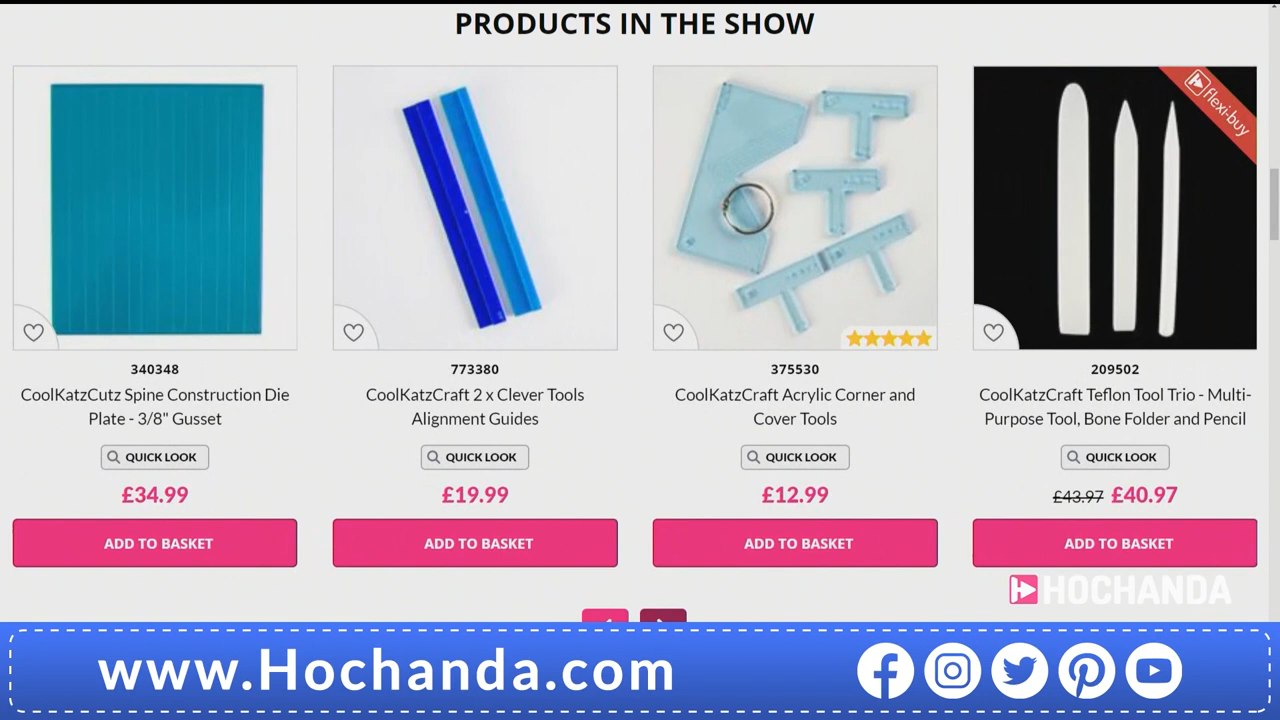 PRODUCTS IN THE SHOW
flexi-buy
340348
CoolKatzCutz Spine Construction Die
Plate - 3/8" Gusset
QUICK LOOK
£34.99
ADD TO BASKET
773380
CoolKatzCraft 2 x Clever Tools
Alignment Guides
QUICK LOOK
£19.99
ADD TO BASKET
375530
CoolKatzCraft Acrylic Corner and
Cover Tools
QUICK LOOK
£12.99
ADD TO BASKET
209502
CoolKatzCraft Teflon Tool Trio - Multi-
Purpose Tool, Bone Folder and Pencil
QUICK LOOK
£43.97 £40.97
ADD TO BASKET
HOCHANDA
www.Hochanda.com